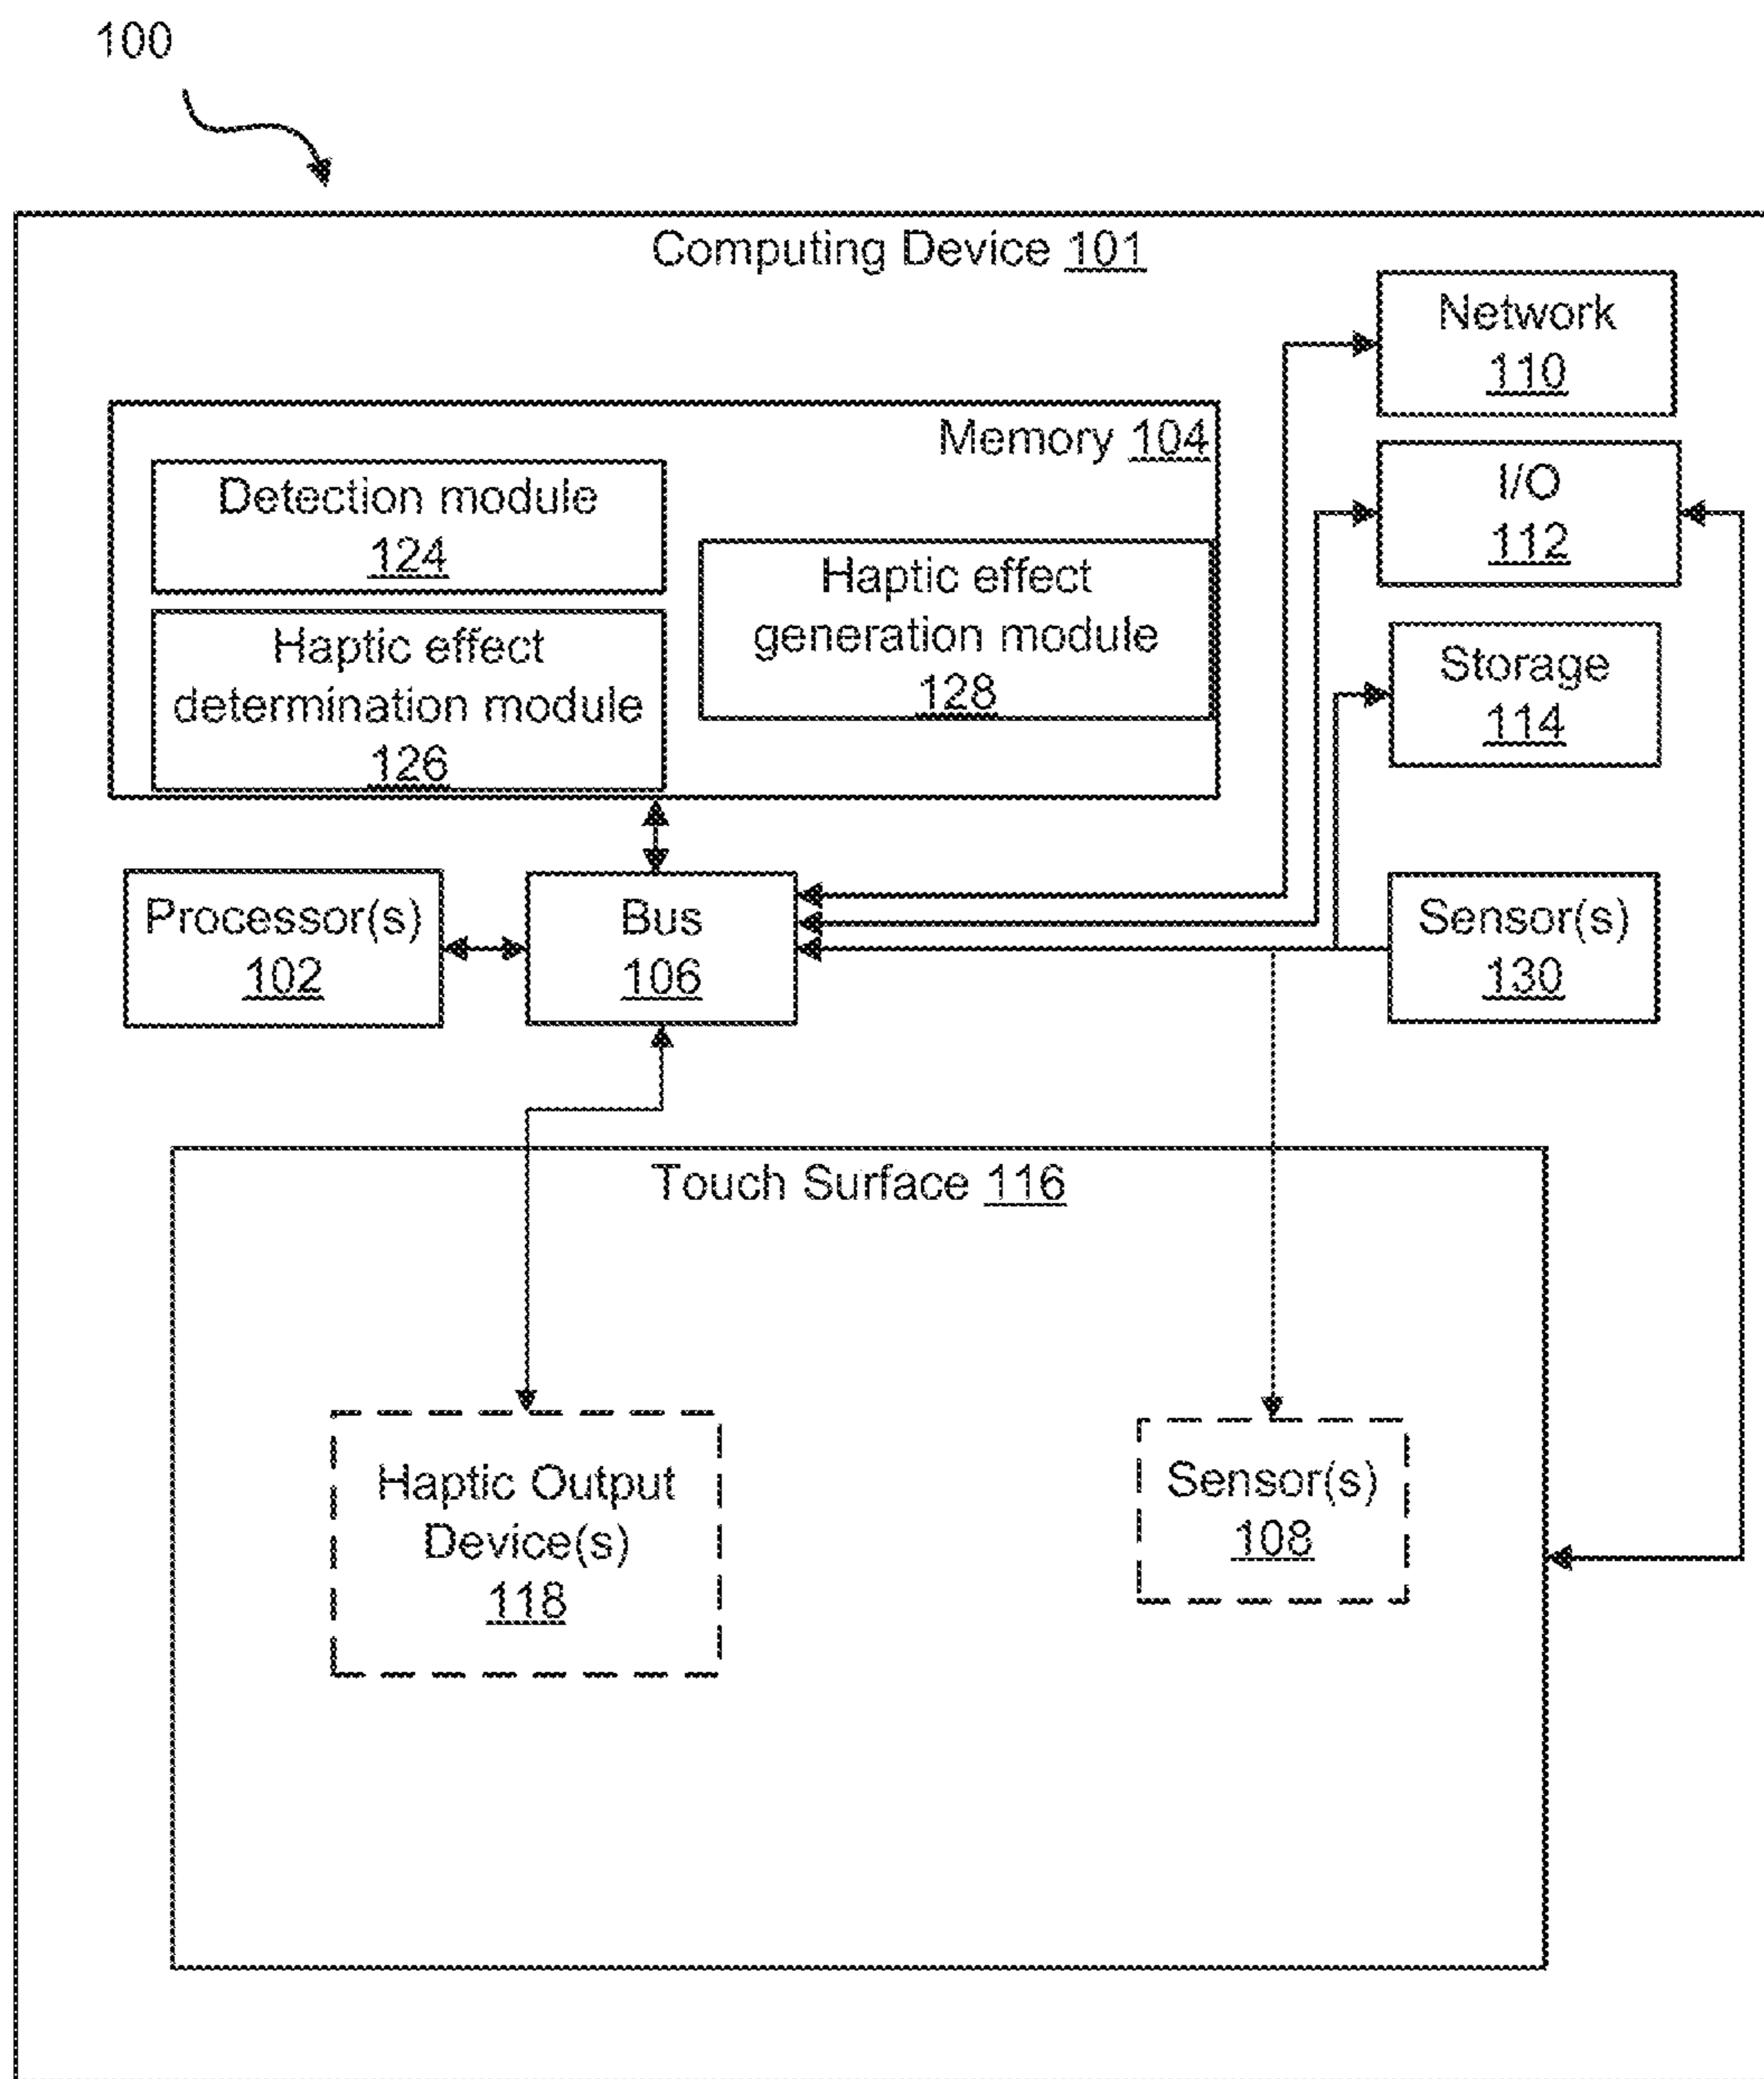 100
Computing Device 101
Network
110
Memory 104
I/O
112
Detection module
124
Haptic effect
generation module
128
Haptic effect
determination module
126
Storage
114
Processor(s)
102
Bus
106
Sensor(s)
130
Touch Surface 116
Haptic Output
Device(s)
118
Sensor(s)
108